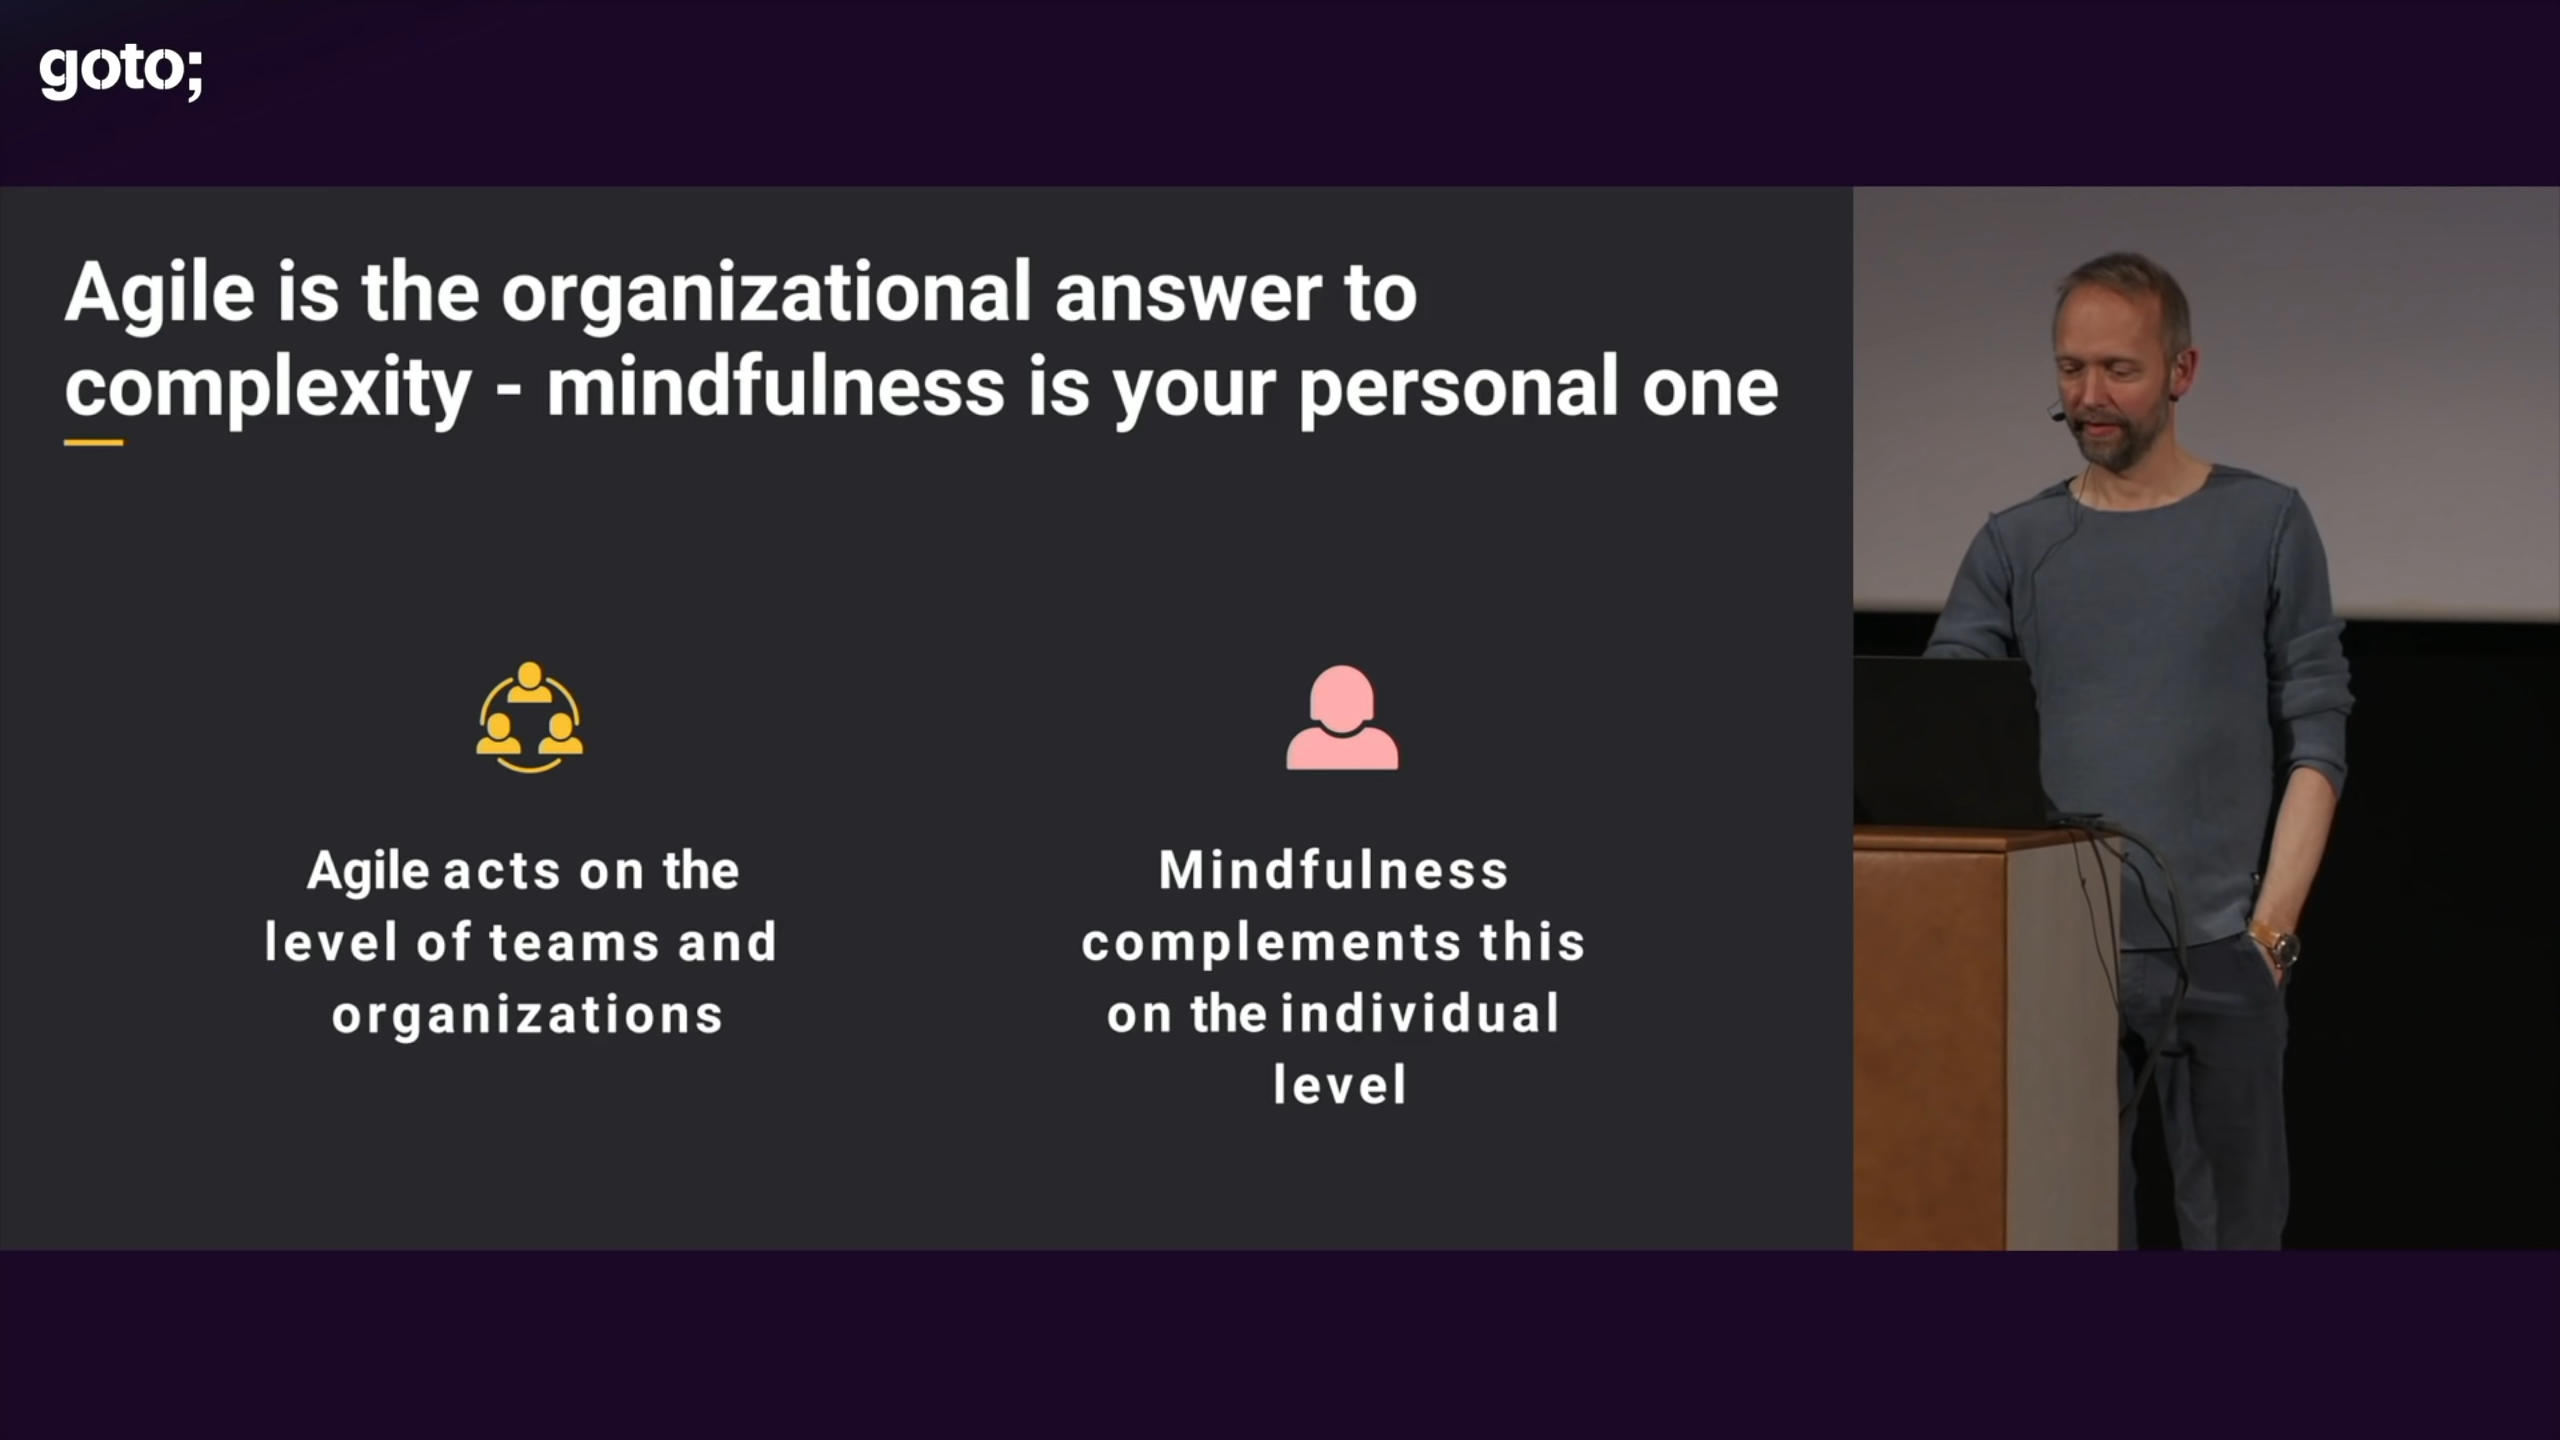 goto;
Agile is the organizational answer to
complexity - mindfulness is your personal one
Agile acts on the
level of teams and
organizations
Mindfulness
complements this
on the individual
level